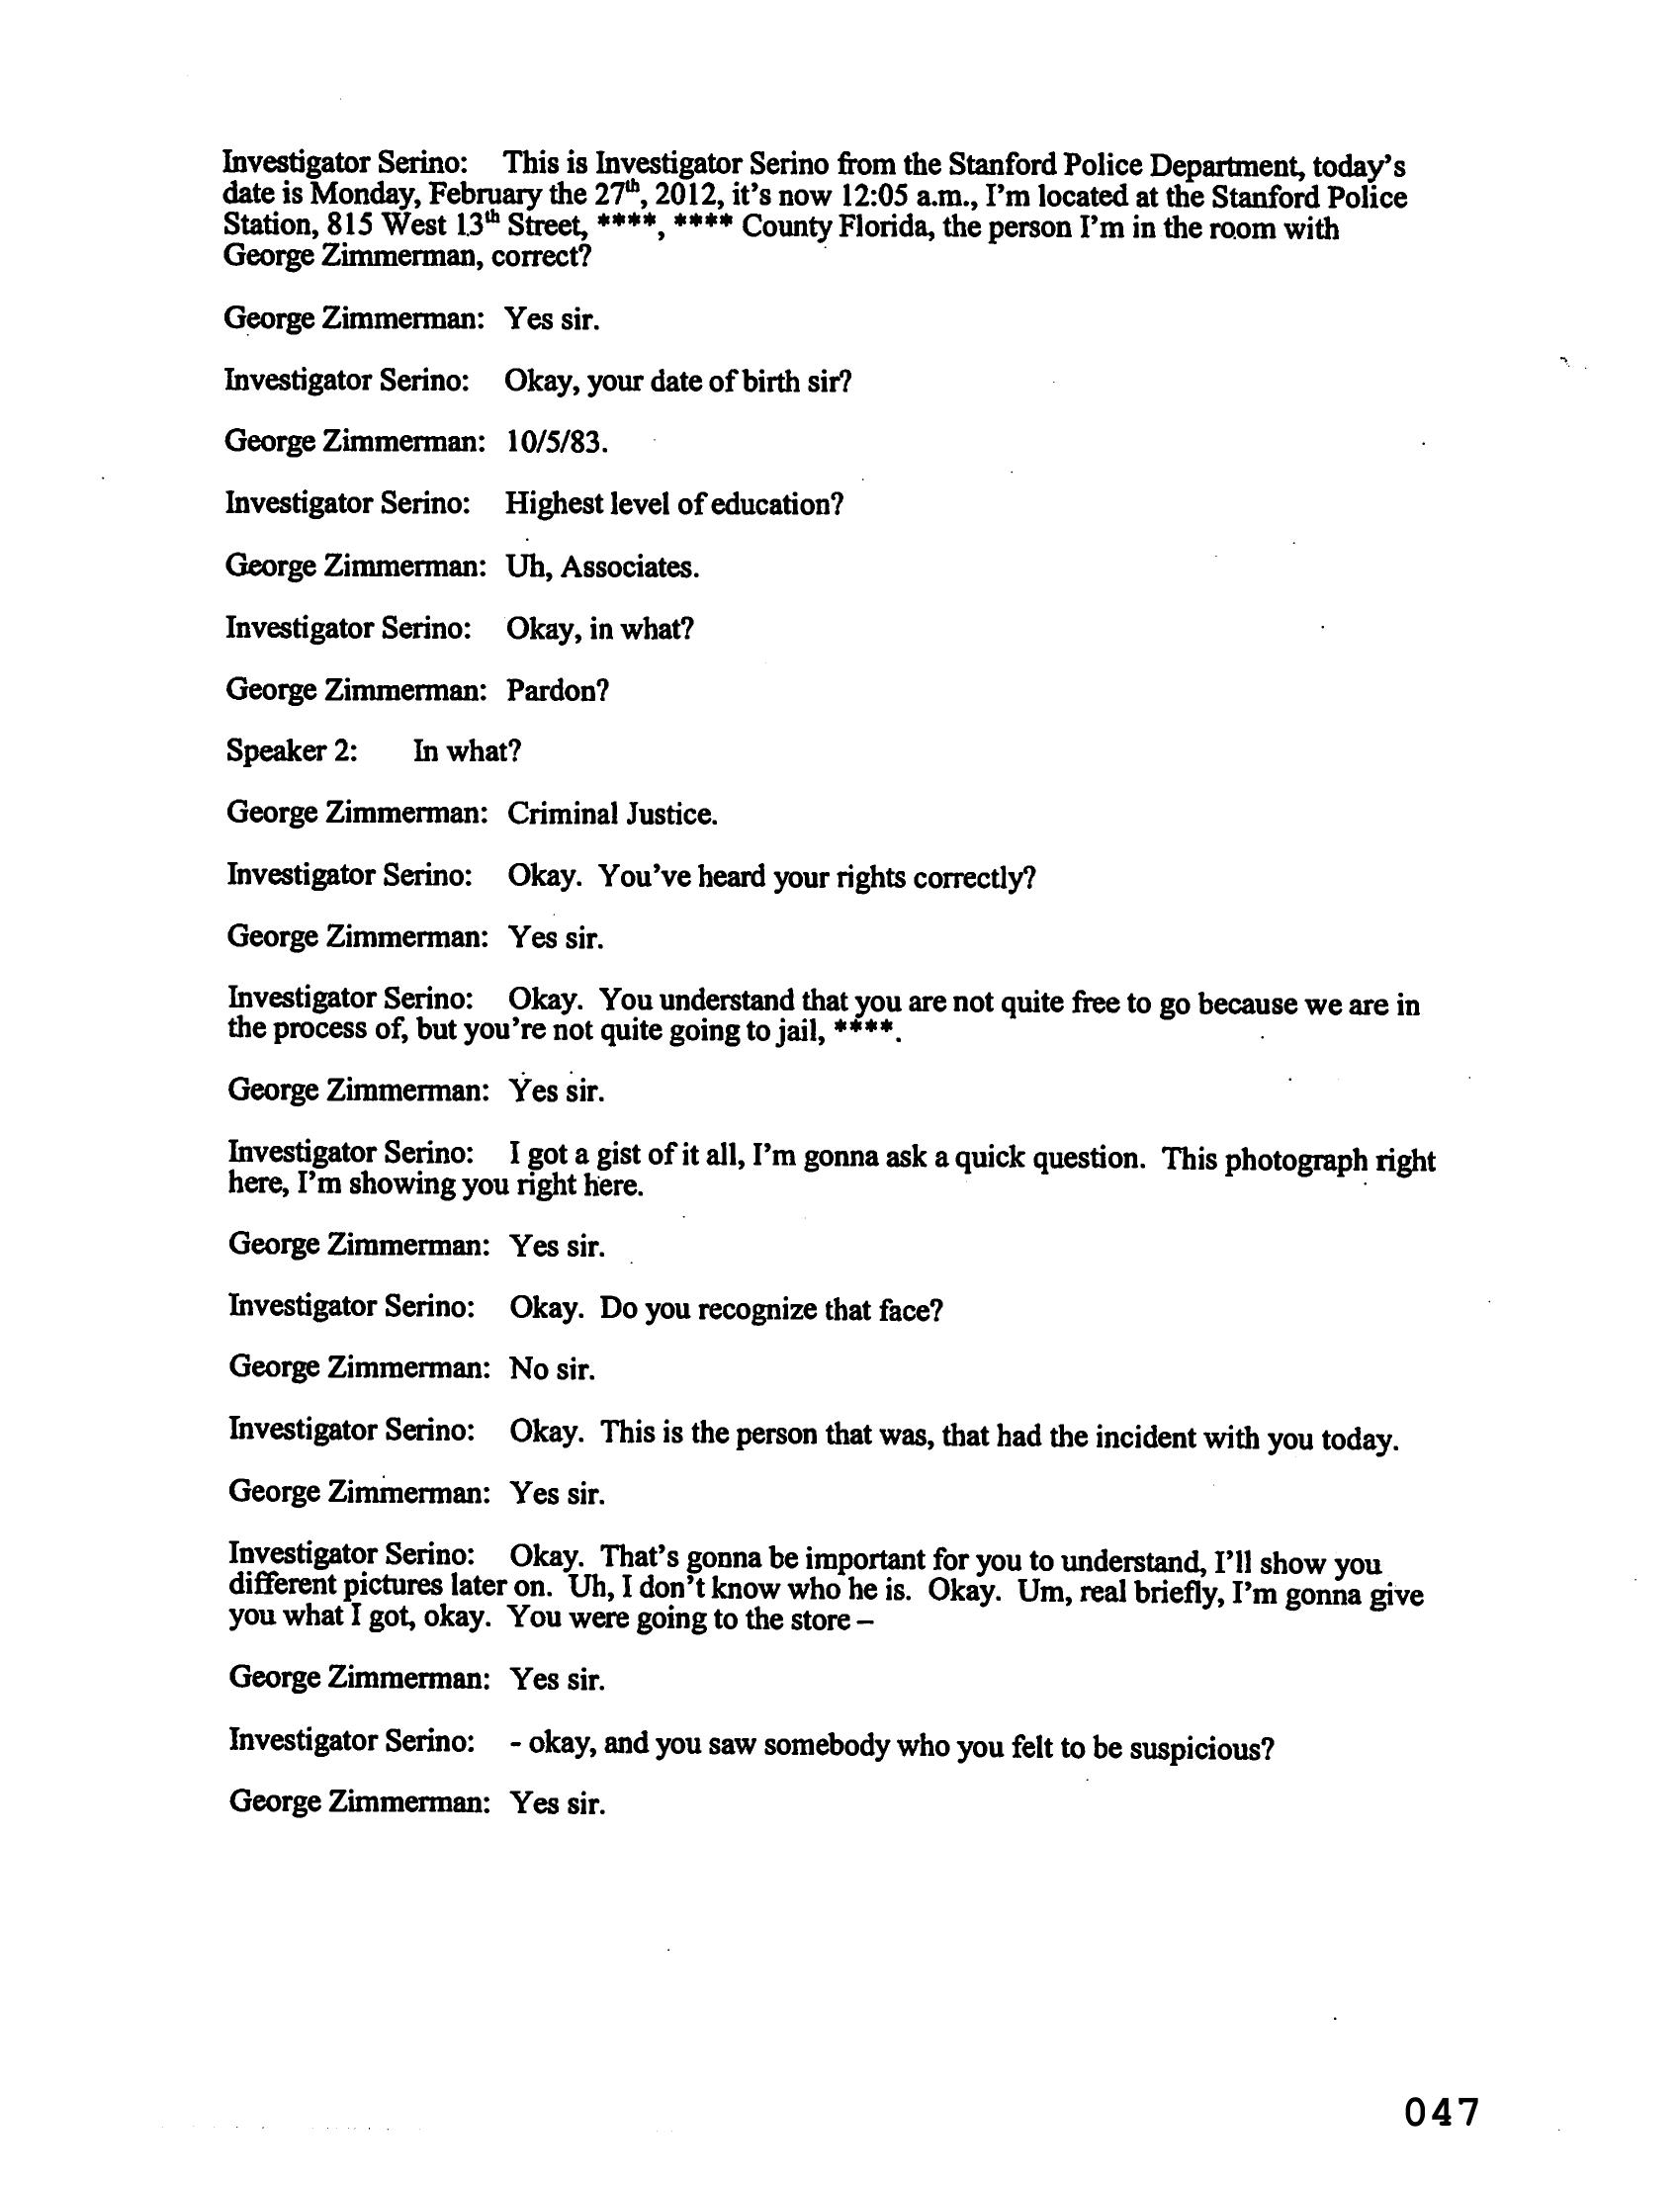 Investigator Serino: This is Investigator Serino from the Stanford Police Department, today's
date is Monday, February the 27th, 2012, it's now 12:05 a.m., I'm located at the Stanford Police
Station, 815 West 13th Street, ****, **** County Florida, the person I'm in the room with
George Zimmerman, correct?
George Zimmerman: Yes sir.
Investigator Serino: Okay, your date of birth sir?
George Zimmerman: 10/5/83.
Investigator Serino: Highest level of education?
George Zimmerman: Uh, Associates.
Investigator Serino: Okay, in what?
George Zimmerman: Pardon?
Speaker 2: In what?
George Zimmerman: Criminal Justice.
Investigator Serino: Okay. You've heard your rights correctly?
George Zimmerman: Yes sir.
Investigator Serino: Okay. You understand that you are not quite free to go because we are in
the process of, but you're not quite going to jail, ****.
George Zimmerman: Yes sir.
Investigator Serino: I got a gist of it all, I'm gonna ask a quick question. This photograph right
here, I'm showing you right here.
George Zimmerman: Yes sir.
Investigator Serino: Okay. Do you recognize that face?
George Zimmerman: No sir.
Investigator Serino: Okay. This is the person that was, that had the incident with you today.
George Zimmerman: Yes sir.
Investigator Serino: Okay. That's gonna be important for you to understand, I'll show you
different pictures later on. Uh, I don't know who he is. Okay. Um, real briefly, I'm gonna give
you what I got, okay. You were going to the store –
George Zimmerman: Yes sir.
Investigator Serino: - okay, and you saw somebody who you felt to be suspicious?
George Zimmerman: Yes sir.
047